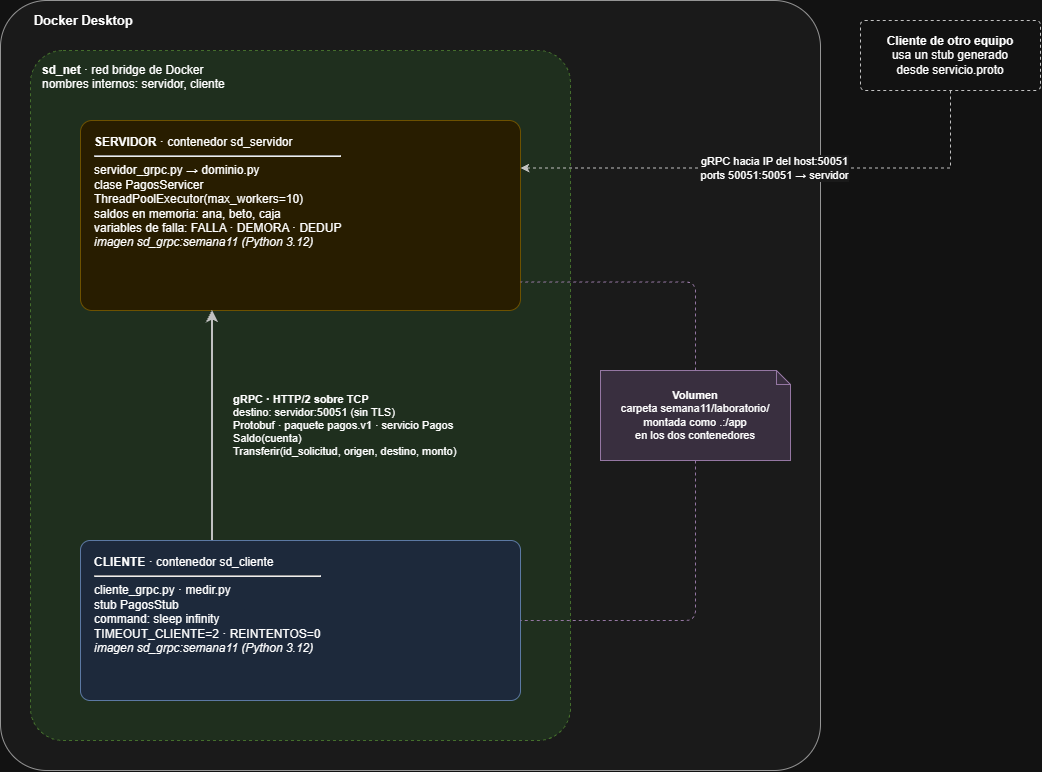 Docker Desktop
Cliente de otro equipo
usa un stub generado
desde servicio.proto
sd_net · red bridge de Docker
nombres internos: servidor, cliente
SERVIDOR · contenedor sd_servidor
servidor_grpc.py → dominio.py
clase PagosServicer
ThreadPoolExecutor(max_workers=10)
saldos en memoria: ana, beto, caja
variables de falla: FALLA · DEMORA · DEDUP
imagen sd_grpc:semana11 (Python 3.12)
gRPC hacia IP del host:50051
ports 50051:50051 → servidor
gRPC · HTTP/2 sobre TCP
destino: servidor:50051 (sin TLS)
Protobuf · paquete pagos.v1 · servicio Pagos
Saldo(cuenta)
Transferir(id_solicitud, origen, destino, monto)
Volumen
carpeta semana11/laboratorio/
montada como .:/app
en los dos contenedores
CLIENTE · contenedor sd_cliente
cliente_grpc.py · medir.py
stub PagosStub
command: sleep infinity
TIMEOUT_CLIENTE=2 · REINTENTOS=0
imagen sd_grpc:semana11 (Python 3.12)